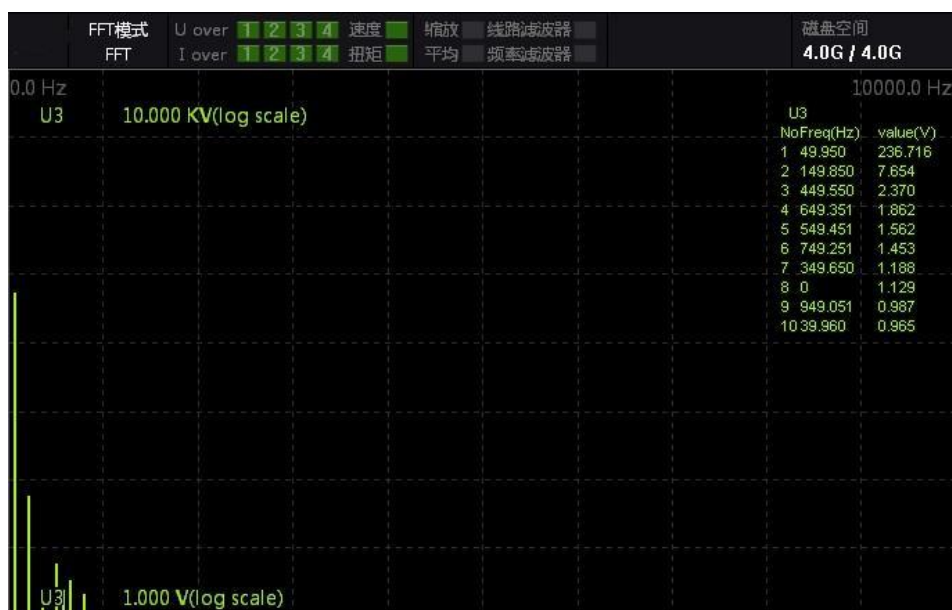 FFT模式 U over 1 2 3 4 速度 缩放 线路滤波器 磁盘空间
FFT I over 1 2 3 4 扭矩 平均 频率滤波器 4.0G / 4.0G
0.0 Hz 10000.0 Hz
U3 10.000 KV(log scale) U3
NoFreq(Hz) value(V)
1 49.950 236.716
2 149.850 7.654
3 449.550 2.370
4 649.351 1.862
5 549.451 1.562
6 749.251 1.453
7 349.650 1.188
8 0 1.129
9 949.051 0.987
10 39.960 0.965
U3 1.000 V(log scale)